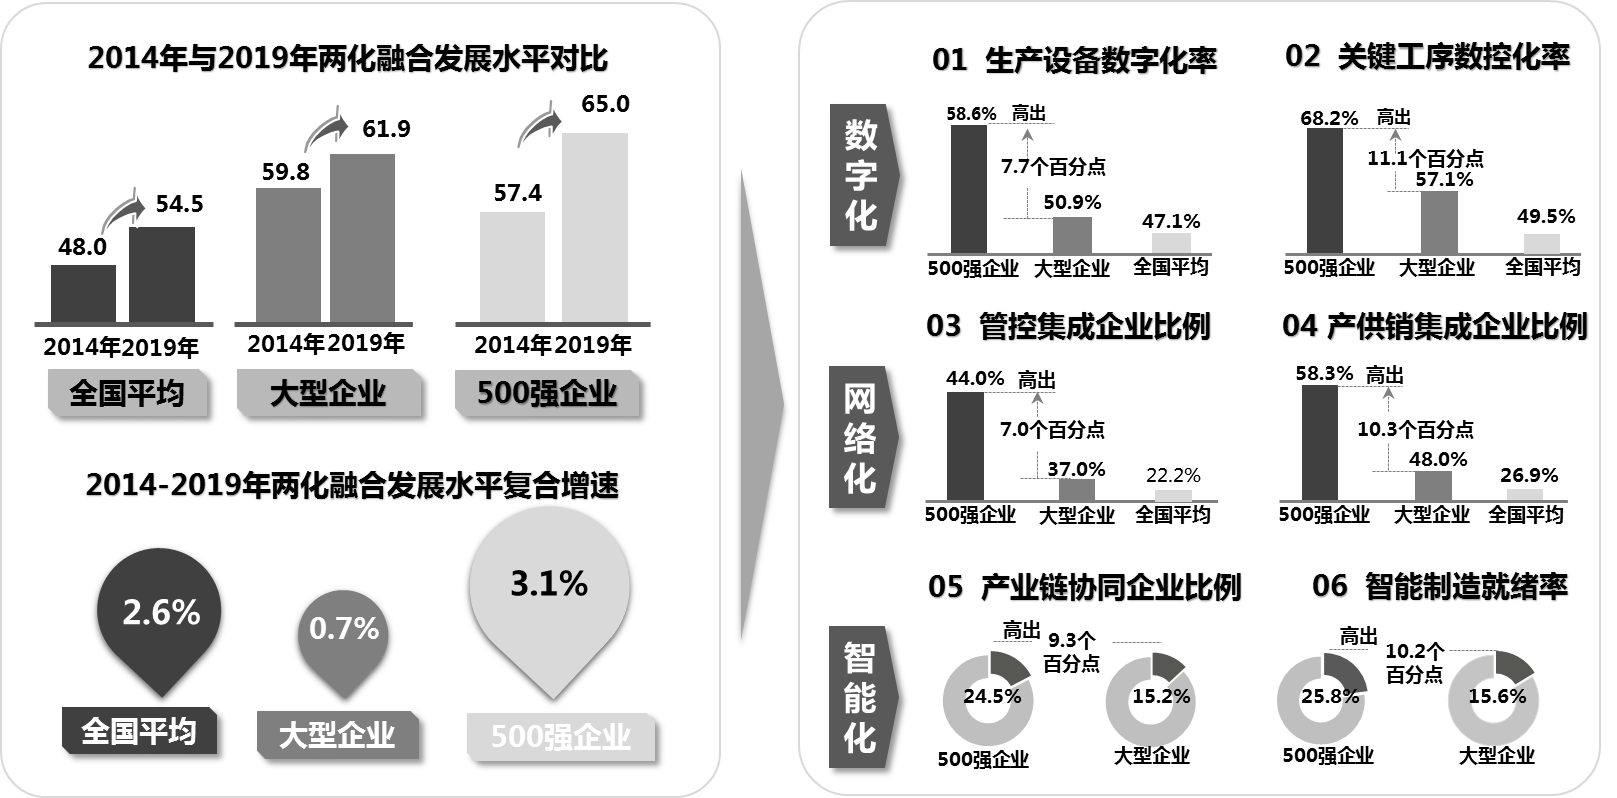 2014年与2019年两化融合发展水平对比
48.0
54.5
59.8
61.9
57.4
65.0
2014年2019年
2014年2019年
2014年2019年
全国平均
大型企业
500强企业
2014-2019年两化融合发展水平复合增速
2.6%
0.7%
3.1%
全国平均
大型企业
500强企业
数字化
01 生产设备数字化率
58.6%
高出
7.7个百分点
50.9%
47.1%
500强企业
大型企业
全国平均
02 关键工序数控化率
68.2%
高出
11.1个百分点
57.1%
49.5%
500强企业
大型企业
全国平均
网络化
03 管控集成企业比例
44.0%
高出
7.0个百分点
37.0%
22.2%
500强企业
大型企业
全国平均
04 产供销集成企业比例
58.3%
高出
10.3个百分点
48.0%
26.9%
500强企业
大型企业
全国平均
智能化
05 产业链协同企业比例
高出
9.3个
百分点
24.5%
15.2%
500强企业
大型企业
06 智能制造就绪率
高出
10.2个
百分点
25.8%
15.6%
500强企业
大型企业